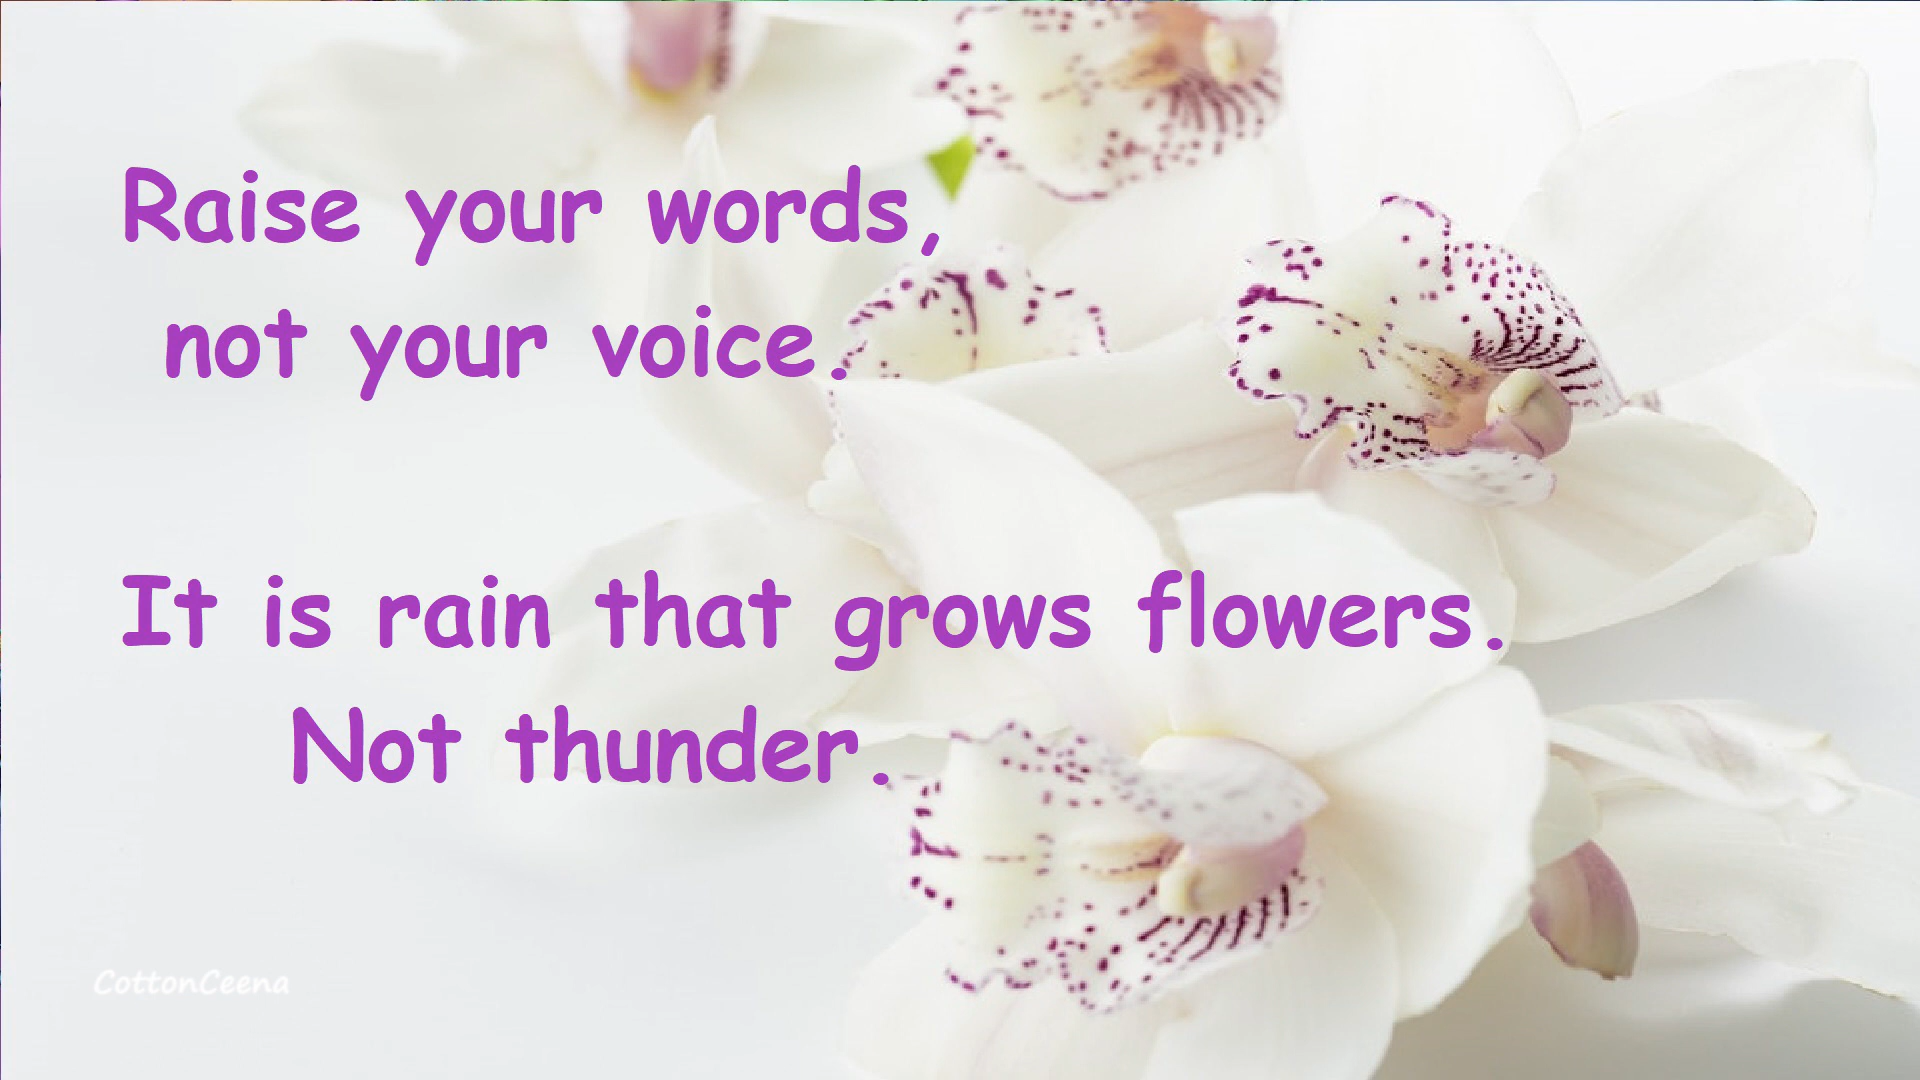 Raise your words,
not your voice.
It is rain that grows flowers.
Not thunder.
CottonCeena